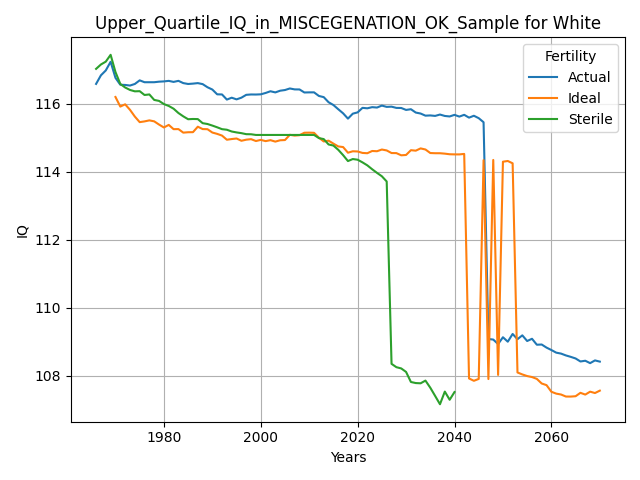 Upper_Quartile_IQ_in_MISCEGENATION_OK_Sample for White
Fertility
Actual
Ideal
Sterile
IQ
116
114
112
110
108
1980
2000
2020
2040
2060
Years